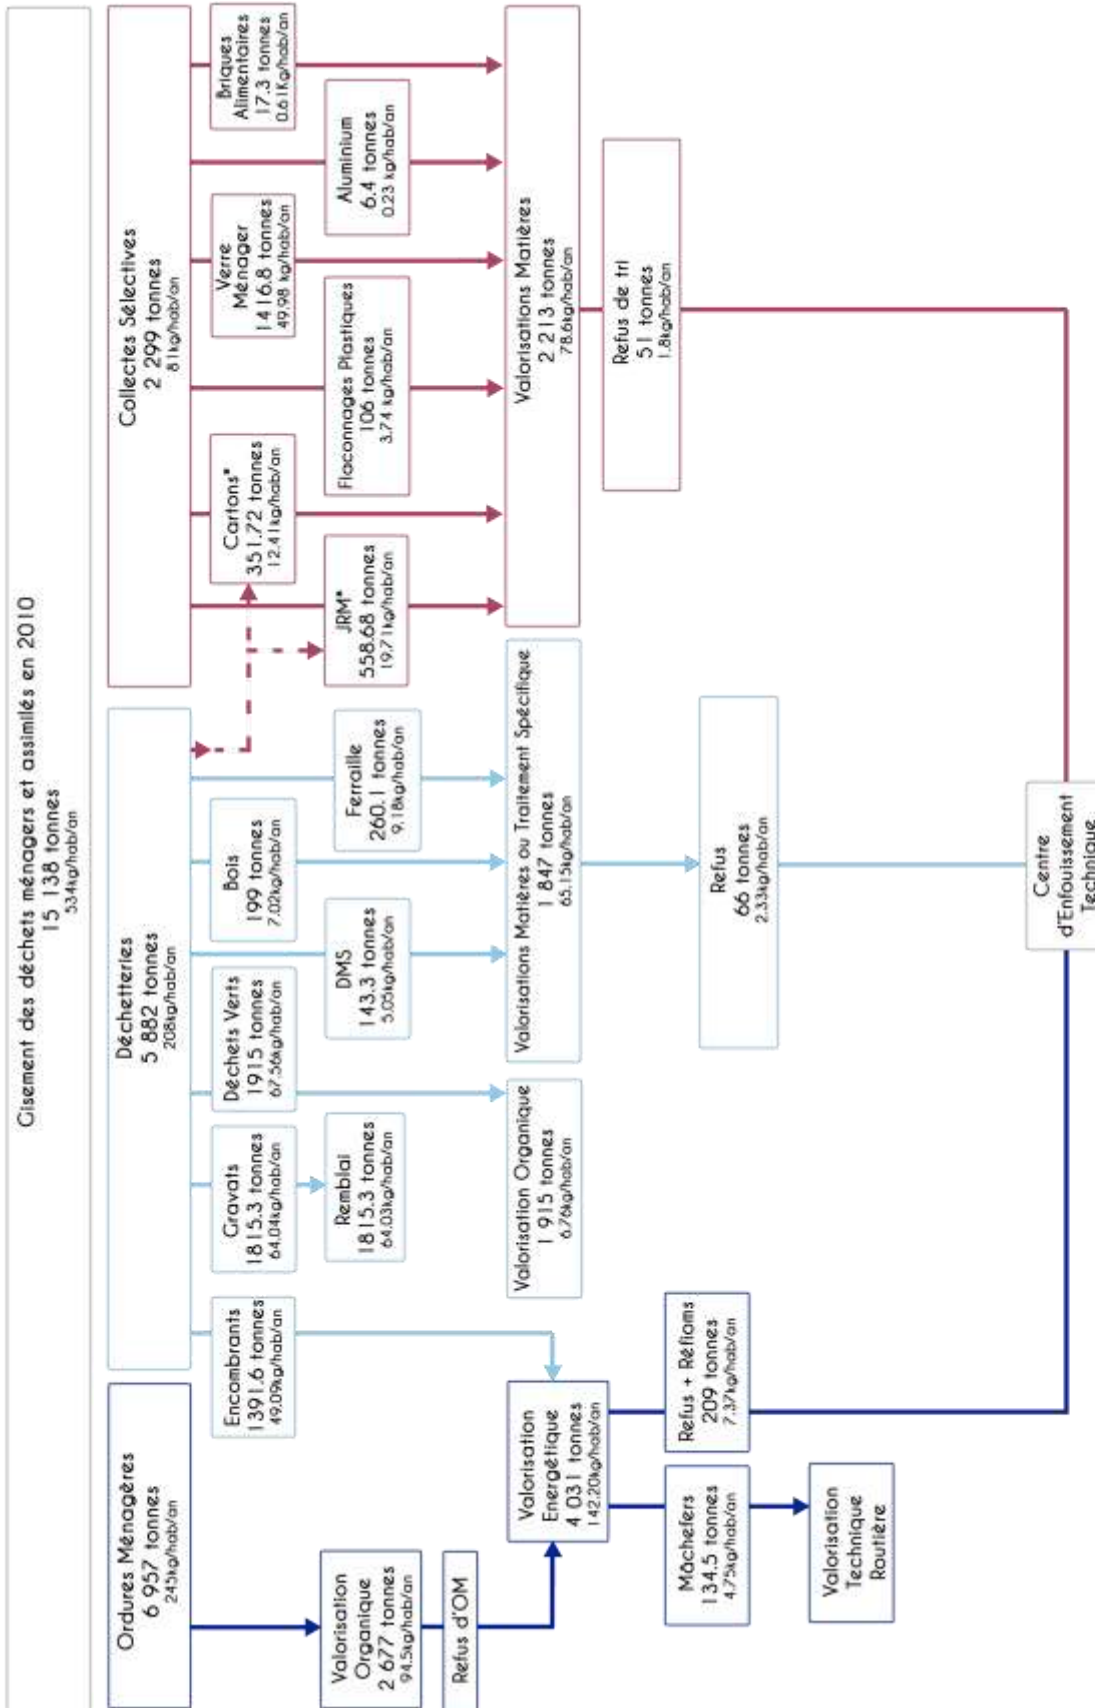 Gisement des déchets ménagers et assimilés en 2010
15 138 tonnes
534kg/hab/an
Ordures Ménagères
6 957 tonnes
245kg/hab/an
Déchetteries
5 882 tonnes
208kg/hab/an
Collectes Sélectives
2 299 tonnes
81kg/hab/an
Encombrants
1391.6 tonnes
49.09kg/hab/an
Gravats
1815.3 tonnes
64.04kg/hab/an
Déchets Verts
1915 tonnes
67.56kg/hab/an
Bois
199 tonnes
7.02kg/hab/an
Cartons*
351.72 tonnes
12.41kg/hab/an
Verre
Ménager
1416.8 tonnes
49.98 kg/hab/an
Briques
Alimentaires
17.3 tonnes
0.61Kg/hab/an
Valorisation
Organique
2 677 tonnes
94.5kg/hab/an
Remblai
1815.3 tonnes
64.03kg/hab/an
DMS
143.3 tonnes
5.05kg/hab/an
Ferraille
260.1 tonnes
9.18kg/hab/an
JRM*
558.68 tonnes
19.71kg/hab/an
Flaconnages Plastiques
106 tonnes
3.74 kg/hab/an
Aluminium
6.4 tonnes
0.23 kg/hab/an
Refus d'OM
Valorisation
Energétique
4 031 tonnes
142.20kg/hab/an
Valorisation Organique
1 915 tonnes
6.76kg/hab/an
Valorisations Matières ou Traitement Spécifique
1 847 tonnes
65.15kg/hab/an
Valorisations Matières
2 213 tonnes
78.6kg/hab/an
Refus de tri
51 tonnes
1.8kg/hab/an
Mâchefers
134.5 tonnes
4.75kg/hab/an
Refus + Réfioms
209 tonnes
7.37kg/hab/an
Refus
66 tonnes
2.33kg/hab/an
Valorisation
Technique
Routière
Centre
d'Enfouissement
Technique